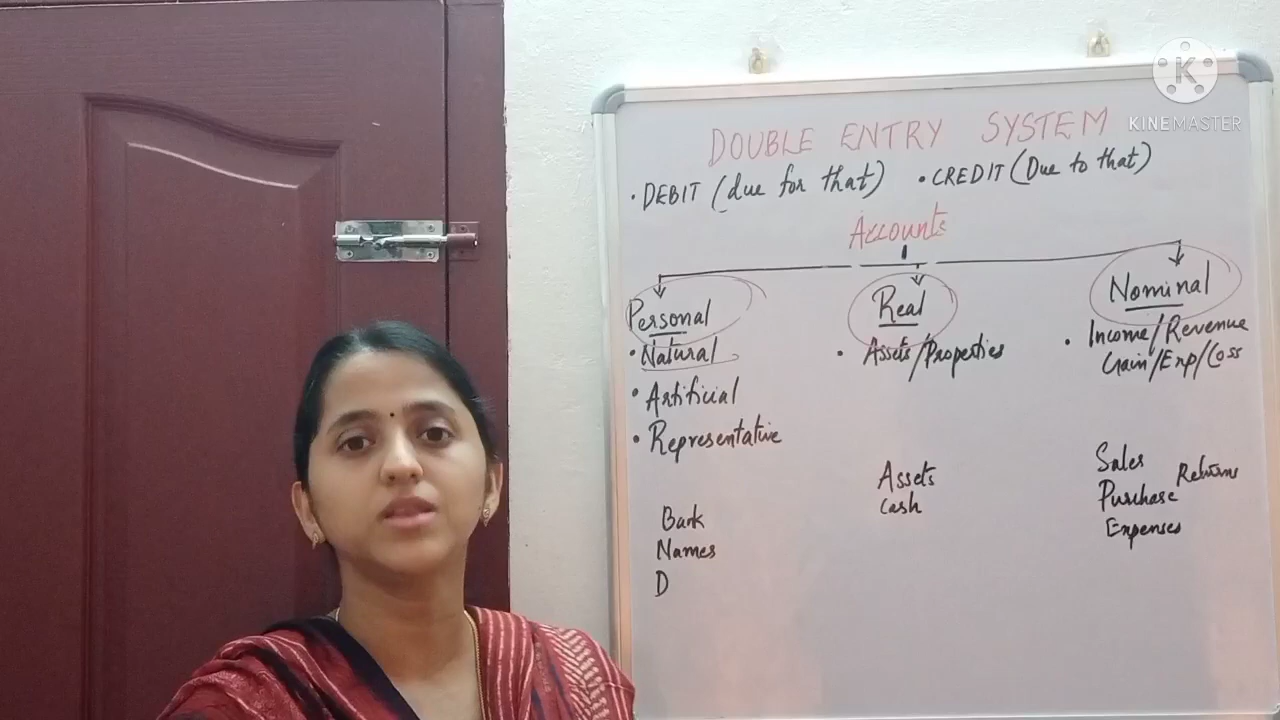 K
KINEMASTER
DOUBLE ENTRY SYSTEM
• DEBIT (due for that) • CREDIT (Due to that)
Accounts
Personal
• Natural
• Artificial
• Representative
Bank
Names
D
Real
• Assets/Properties
Assets
Cash
Nominal
• Income/Revenue
Gain/Exp/Loss
Sales
Purchase Returns
Expenses